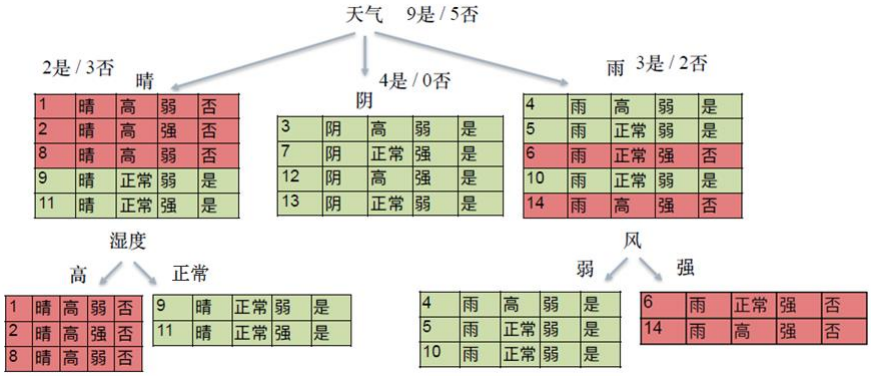 天气 9是 / 5否
2是 / 3否
晴
1 晴 高 弱 否
2 晴 高 强 否
8 晴 高 弱 否
9 晴 正常 弱 是
11 晴 正常 强 是
4是 / 0否
阴
3 阴 高 弱 是
7 阴 正常 强 是
12 阴 高 强 是
13 阴 正常 弱 是
雨 3是 / 2否
4 雨 高 弱 是
5 雨 正常 弱 是
6 雨 正常 强 否
10 雨 正常 弱 是
14 雨 高 强 否
湿度
高 正常
1 晴 高 弱 否
2 晴 高 强 否
8 晴 高 弱 否
9 晴 正常 弱 是
11 晴 正常 强 是
风
弱 强
4 雨 高 弱 是
5 雨 正常 弱 是
10 雨 正常 弱 是
6 雨 正常 强 否
14 雨 高 强 否